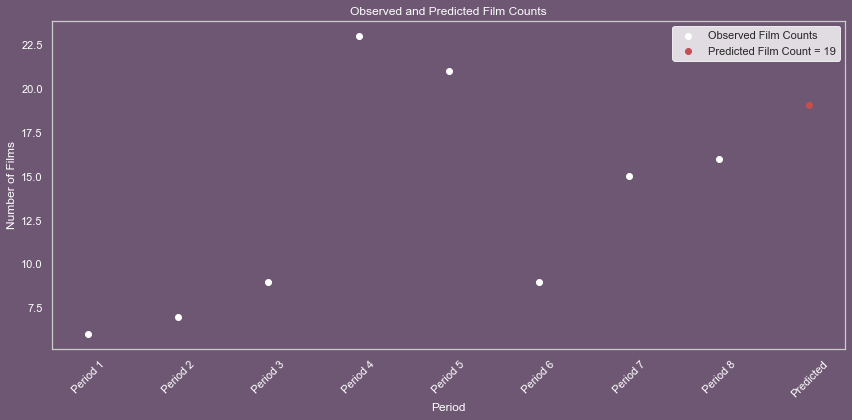 Observed and Predicted Film Counts
Observed Film Counts
Predicted Film Count = 19
Number of Films
22.5
20.0
17.5
15.0
12.5
10.0
7.5
Period 1
Period 2
Period 3
Period 4
Period 5
Period 6
Period 7
Period 8
Predicted
Period